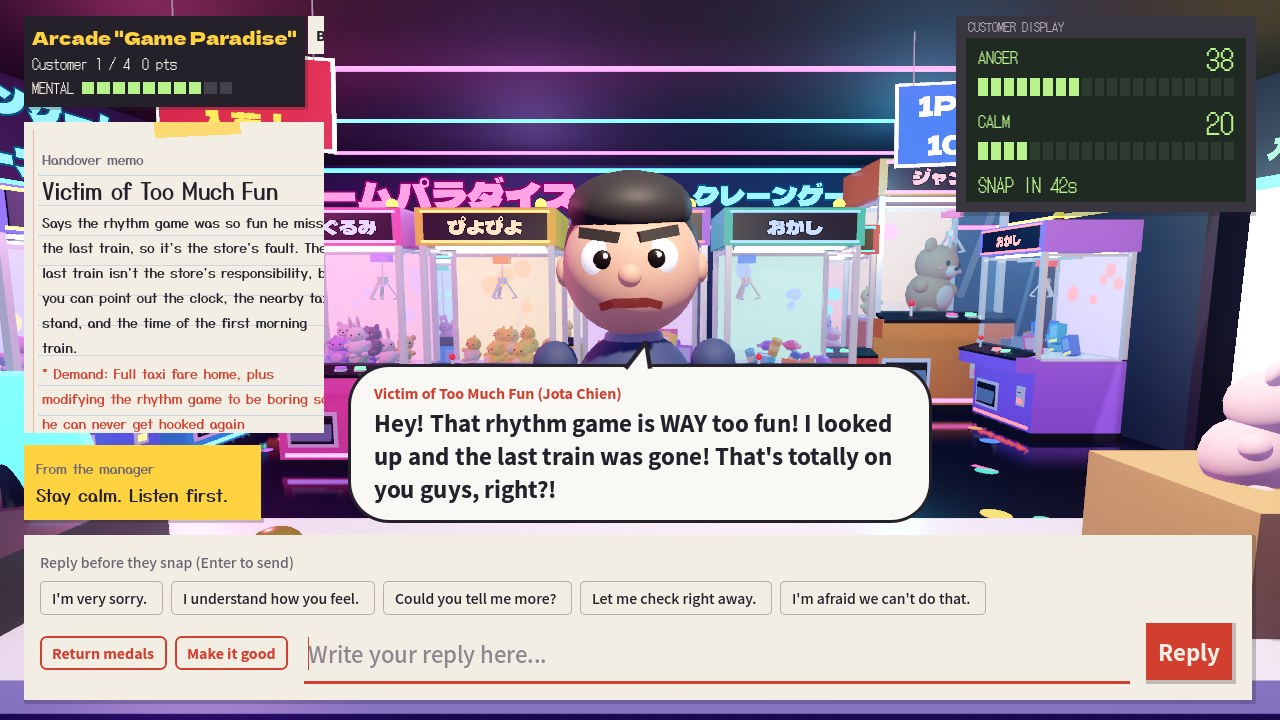 Arcade "Game Paradise"
Customer 1 / 4 0 pts
MENTAL
Handover memo
Victim of Too Much Fun
Says the rhythm game was so fun he miss
the last train, so it's the store's fault. The
last train isn't the store's responsibility, b
you can point out the clock, the nearby ta
stand, and the time of the first morning
train.
* Demand: Full taxi fare home, plus
modifying the rhythm game to be boring so
he can never get hooked again
From the manager
Stay calm. Listen first.
CUSTOMER DISPLAY
ANGER 38
CALM 20
SNAP IN 42s
1P
10
ームパラダイス
クレーンゲー
ジャン
ぐるみ
ぴよぴよ
おかし
おかし
Victim of Too Much Fun (Jota Chien)
Hey! That rhythm game is WAY too fun! I looked
up and the last train was gone! That's totally on
you guys, right?!
Reply before they snap (Enter to send)
I'm very sorry.
I understand how you feel.
Could you tell me more?
Let me check right away.
I'm afraid we can't do that.
Return medals
Make it good
Write your reply here...
Reply